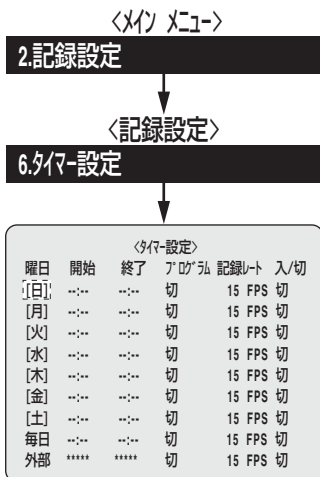 〈メイン メニュー〉
2.記録設定
〈記録設定〉
6.タイマー設定
〈タイマー設定〉
曜日 開始 終了 プログラム 記録レート 入/切
[日] --:-- --:-- 切 15 FPS 切
[月] --:-- --:-- 切 15 FPS 切
[火] --:-- --:-- 切 15 FPS 切
[水] --:-- --:-- 切 15 FPS 切
[木] --:-- --:-- 切 15 FPS 切
[金] --:-- --:-- 切 15 FPS 切
[土] --:-- --:-- 切 15 FPS 切
毎日 --:-- --:-- 切 15 FPS 切
外部 ***** ***** 切 15 FPS 切